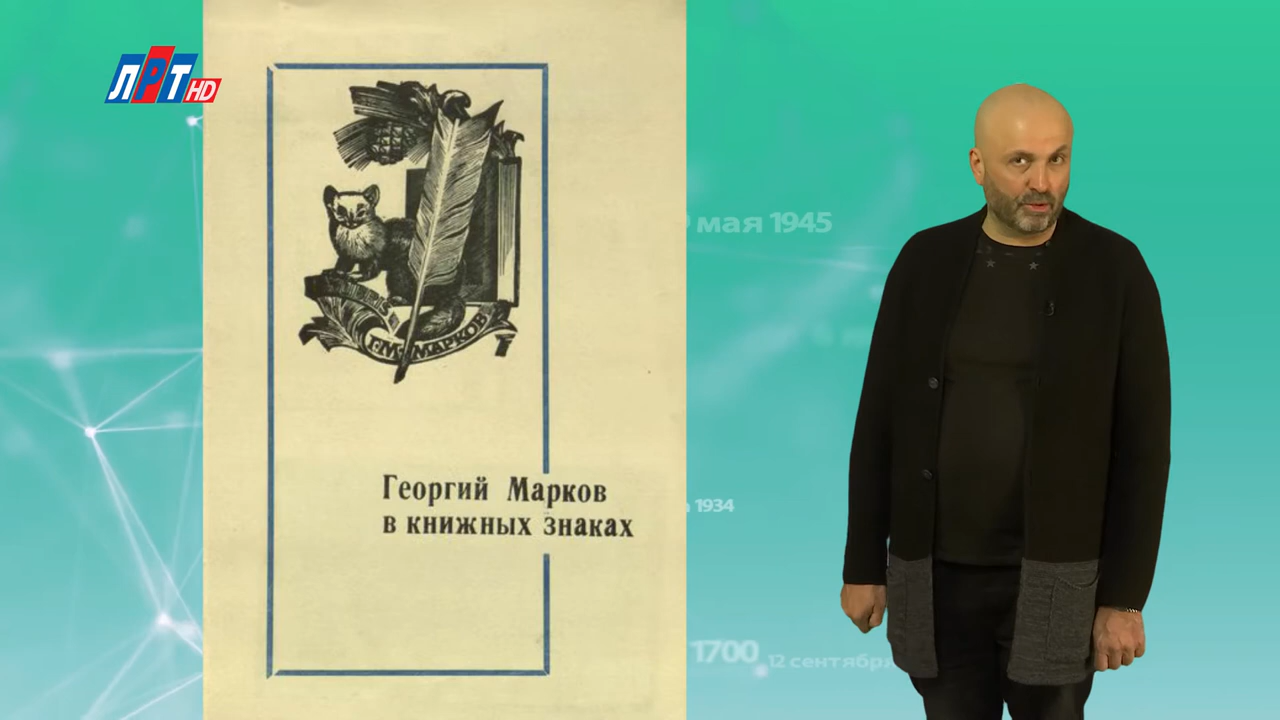 ЛРТ HD
Г.М. МАРКОВ
Георгий Марков
в книжных знаках
мая 1945
1934
1700
12 сентября